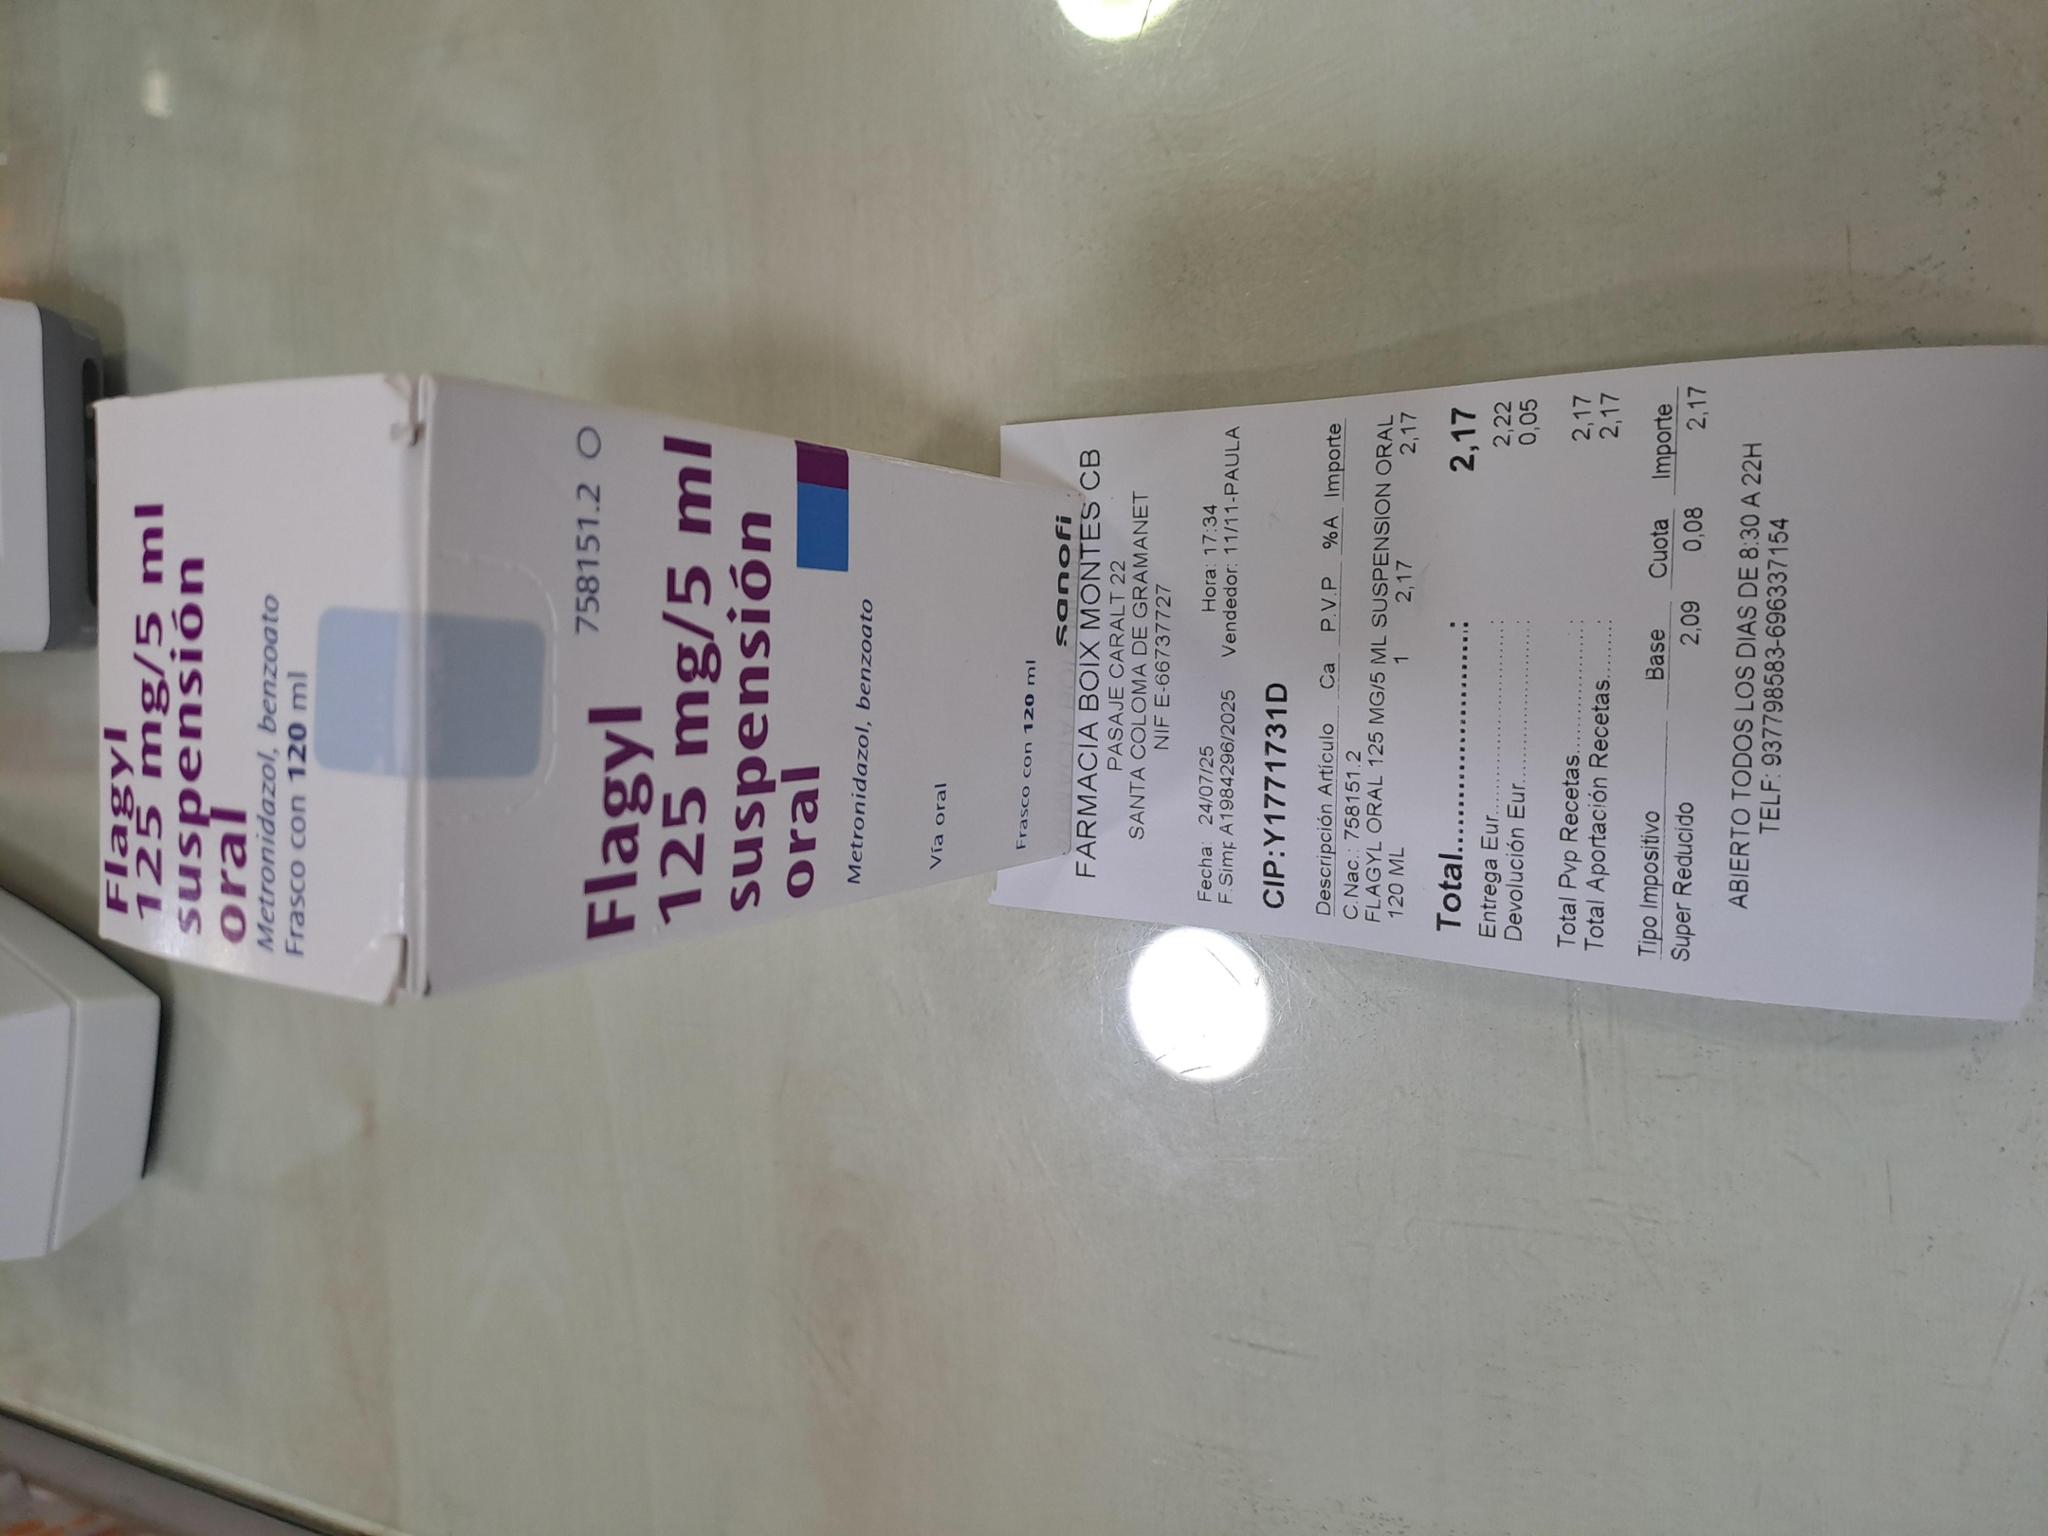 Flagyl
125 mg/5 ml
suspensión
oral
Metronidazol, benzoato
Frasco con 120 ml
758151.2
Flagyl
125 mg/5 ml
suspensión
oral
Metronidazol, benzoato
Vía oral
Frasco con 120 ml
sanofi
FARMACIA BOIX MONTES CB
PASAJE CARALT 22
SANTA COLOMA DE GRAMANET
NIF E-66737727
Fecha: 24/07/25 Hora: 17:34
F.Simp A1984296/2025 Vendedor: 11/11-PAULA
CIP:Y1771731D
Descripción Artículo Ca P.V.P %A Importe
C.Nac.: 758151.2
FLAGYL ORAL 125 MG/5 ML SUSPENSION ORAL
120 ML 1 2,17 2,17
Total....................: 2,17
Entrega Eur....................: 2,22
Devolución Eur....................: 0,05
Total Pvp Recetas....................: 2,17
Total Aportación Recetas..........: 2,17
Tipo Impositivo Base Cuota Importe
Super Reducido 2,09 0,08 2,17
ABIERTO TODOS LOS DIAS DE 8:30 A 22H
TELF: 937798583-696337154